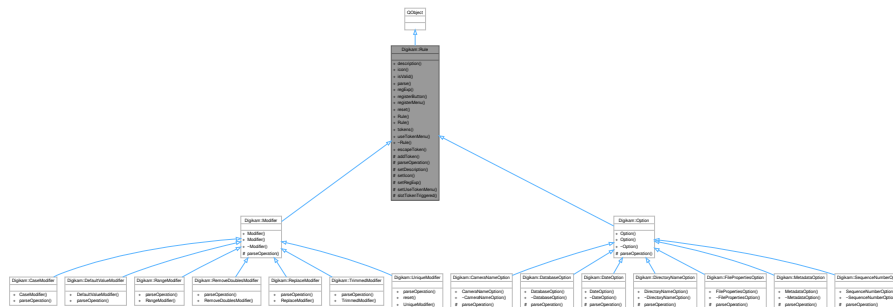 QObject
Digikam::Rule
+ description()
+ icon()
+ isValid()
+ parse()
+ regExp()
+ registerButton()
+ registerMenu()
+ reset()
+ Rule()
+ Rule()
+ tokens()
+ useTokenMenu()
+ ~Rule()
+ escapeToken()
# addToken()
# parseOperation()
# setDescription()
# setIcon()
# setRegExp()
# setUseTokenMenu()
# slotTokenTriggered()
Digikam::Modifier
+ Modifier()
+ Modifier()
+ ~Modifier()
# parseOperation()
Digikam::Option
+ Option()
+ Option()
+ ~Option()
# parseOperation()
Digikam::CaseModifier
+ CaseModifier()
+ parseOperation()
Digikam::DefaultValueModifier
+ DefaultValueModifier()
+ parseOperation()
Digikam::RangeModifier
+ parseOperation()
+ RangeModifier()
Digikam::RemoveDoublesModifier
+ parseOperation()
+ RemoveDoublesModifier()
Digikam::ReplaceModifier
+ parseOperation()
+ ReplaceModifier()
Digikam::TrimmedModifier
+ parseOperation()
+ TrimmedModifier()
Digikam::UniqueModifier
+ parseOperation()
+ reset()
+ UniqueModifier()
Digikam::CameraNameOption
+ CameraNameOption()
+ ~CameraNameOption()
# parseOperation()
Digikam::DatabaseOption
+ DatabaseOption()
+ ~DatabaseOption()
# parseOperation()
Digikam::DateOption
+ DateOption()
+ ~DateOption()
# parseOperation()
Digikam::DirectoryNameOption
+ DirectoryNameOption()
+ ~DirectoryNameOption()
# parseOperation()
Digikam::FilePropertiesOption
+ FilePropertiesOption()
+ ~FilePropertiesOption()
# parseOperation()
Digikam::MetadataOption
+ MetadataOption()
+ ~MetadataOption()
# parseOperation()
Digikam::SequenceNumberO
+ SequenceNumberOp
+ ~SequenceNumberO
# parseOperation()